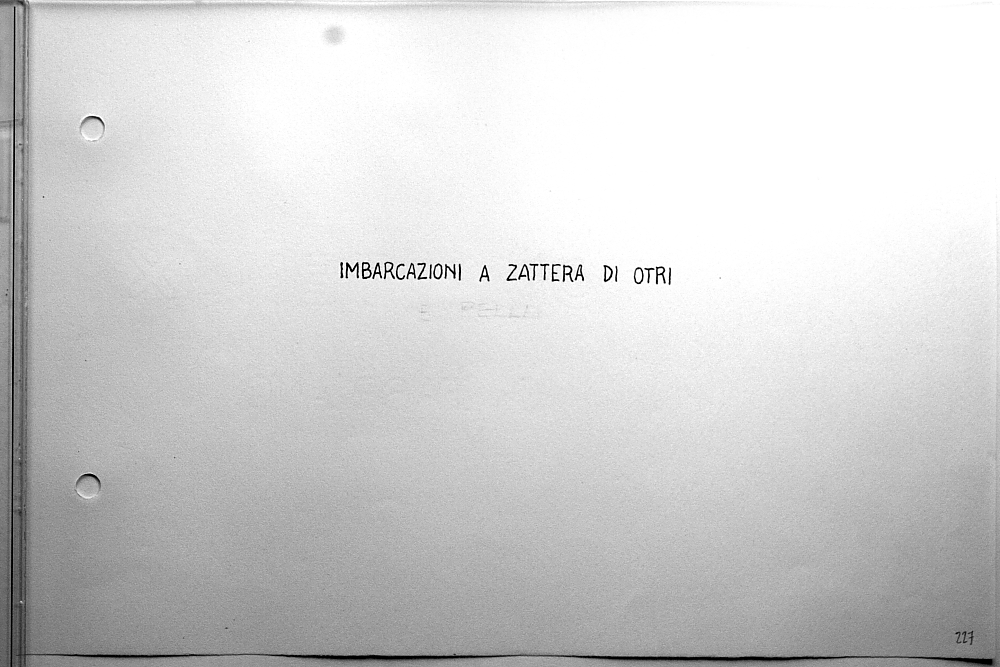 IMBARCAZIONI A ZATTERA DI OTRI
E PELLI
227